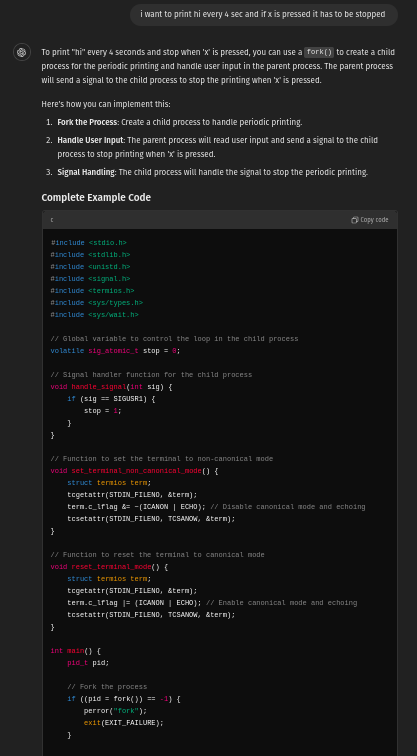 i want to print hi every 4 sec and if x is pressed it has to be stopped
To print "hi" every 4 seconds and stop when 'x' is pressed, you can use a fork() to create a child
process for the periodic printing and handle user input in the parent process. The parent process
will send a signal to the child process to stop the printing when 'x' is pressed.
Here's how you can implement this:
1. Fork the Process: Create a child process to handle periodic printing.
2. Handle User Input: The parent process will read user input and send a signal to the child
process to stop printing when 'x' is pressed.
3. Signal Handling: The child process will handle the signal to stop the periodic printing.
Complete Example Code
c Copy code
#include <stdio.h>
#include <stdlib.h>
#include <unistd.h>
#include <signal.h>
#include <termios.h>
#include <sys/types.h>
#include <sys/wait.h>
// Global variable to control the loop in the child process
volatile sig_atomic_t stop = 0;
// Signal handler function for the child process
void handle_signal(int sig) {
if (sig == SIGUSR1) {
stop = 1;
}
}
// Function to set the terminal to non-canonical mode
void set_terminal_non_canonical_mode() {
struct termios term;
tcgetattr(STDIN_FILENO, &term);
term.c_lflag &= ~(ICANON | ECHO); // Disable canonical mode and echoing
tcsetattr(STDIN_FILENO, TCSANOW, &term);
}
// Function to reset the terminal to canonical mode
void reset_terminal_mode() {
struct termios term;
tcgetattr(STDIN_FILENO, &term);
term.c_lflag |= (ICANON | ECHO); // Enable canonical mode and echoing
tcsetattr(STDIN_FILENO, TCSANOW, &term);
}
int main() {
pid_t pid;
// Fork the process
if ((pid = fork()) == -1) {
perror("fork");
exit(EXIT_FAILURE);
}